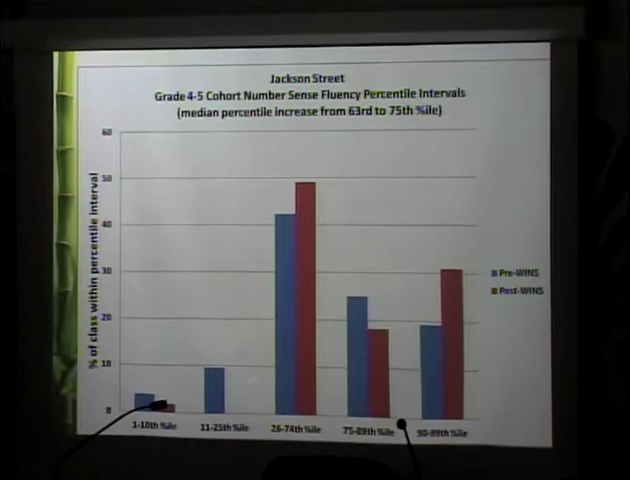 Jackson Street
Grade 4-5 Cohort Number Sense Fluency Percentile Intervals
(median percentile increase from 63rd to 75th %ile)
% of class within percentile interval
60
50
40
30
20
10
0
Pre-WINS
Post-WINS
1-10th %ile
11-25th %ile
26-74th %ile
75-89th %ile
90-99th %ile